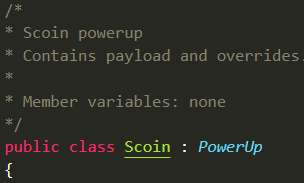 /*
* Scoin powerup
* Contains payload and overrides.
*
* Member variables: none
*/
public class Scoin : PowerUp
{